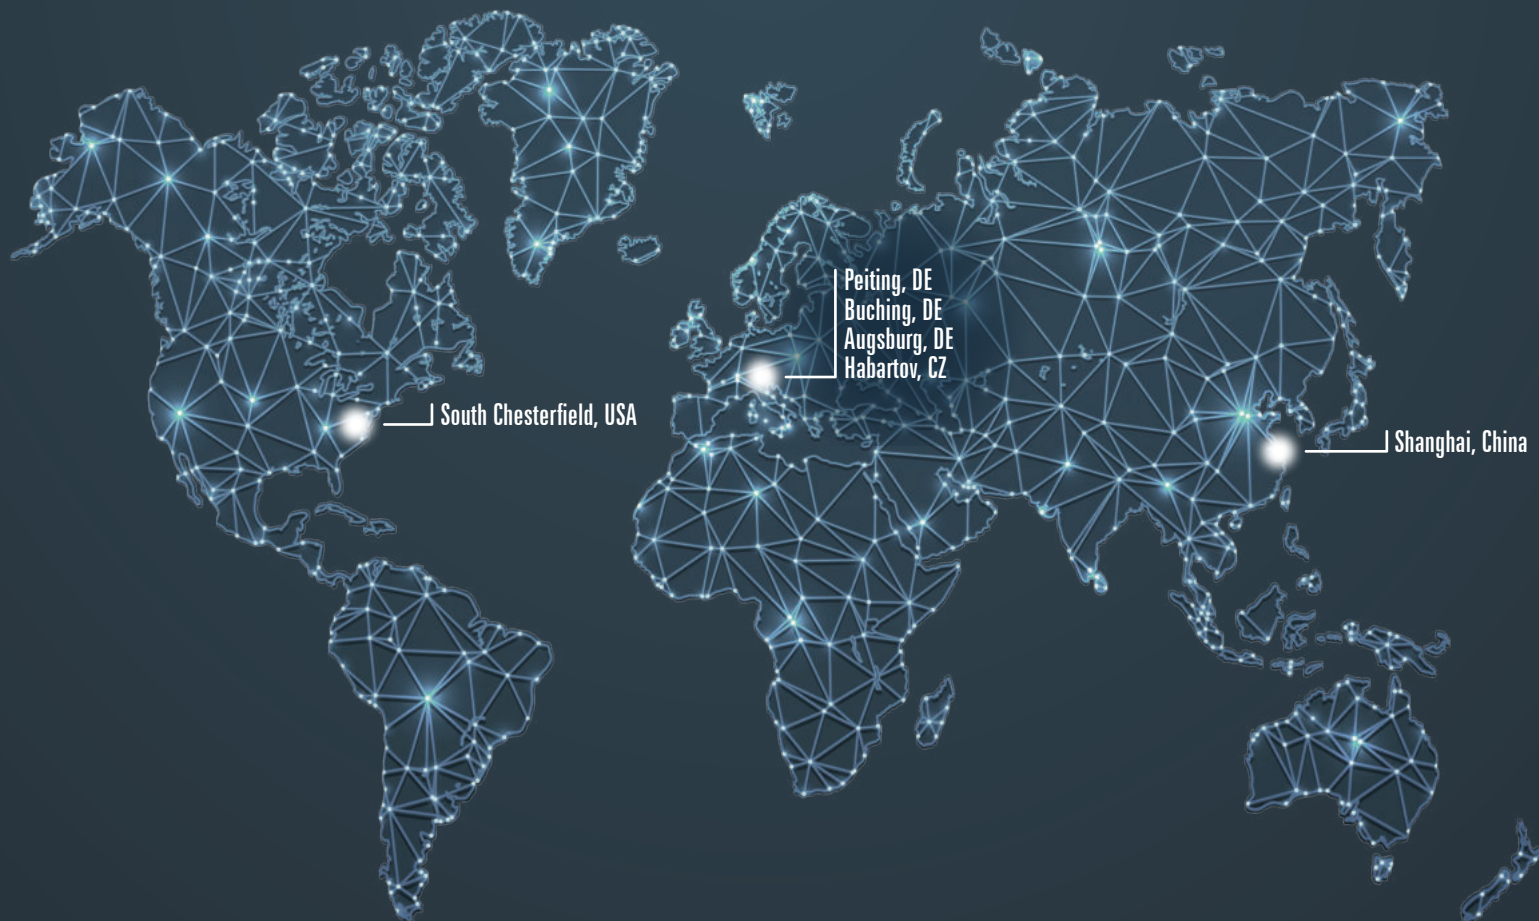 Peiting, DE
Buching, DE
Augsburg, DE
Habartov, CZ
South Chesterfield, USA
Shanghai, China